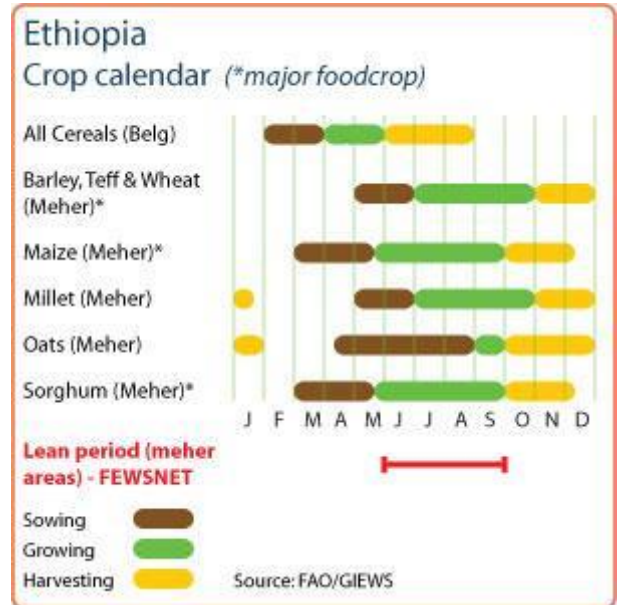 Ethiopia
Crop calendar (*major foodcrop)
All Cereals (Belg)
Barley, Teff & Wheat
(Meher)*
Maize (Meher)*
Millet (Meher)
Oats (Meher)
Sorghum (Meher)*
J F M A M J J A S O N D
Lean period (meher
areas) - FEWSNET
Sowing
Growing
Harvesting
Source: FAO/GIEWS